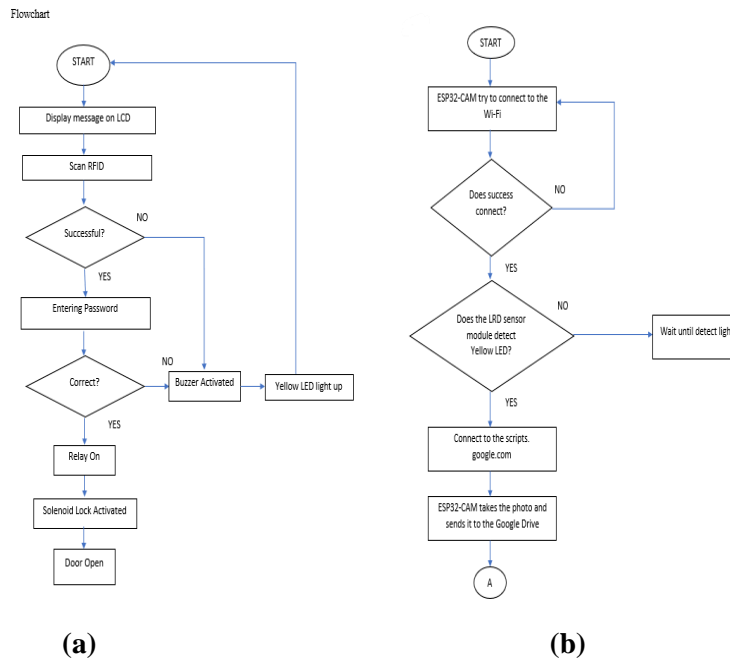 Flowchart
START
Display message on LCD
Scan RFID
Successful?
NO
YES
Entering Password
Correct?
NO
Buzzer Activated
Yellow LED light up
YES
Relay On
Solenoid Lock Activated
Door Open
(a)
START
ESP32-CAM try to connect to the
Wi-Fi
Does success
connect?
NO
YES
Does the LRD sensor
module detect
Yellow LED?
NO
Wait until detect light
YES
Connect to the scripts.
google.com
ESP32-CAM takes the photo and
sends it to the Google Drive
A
(b)